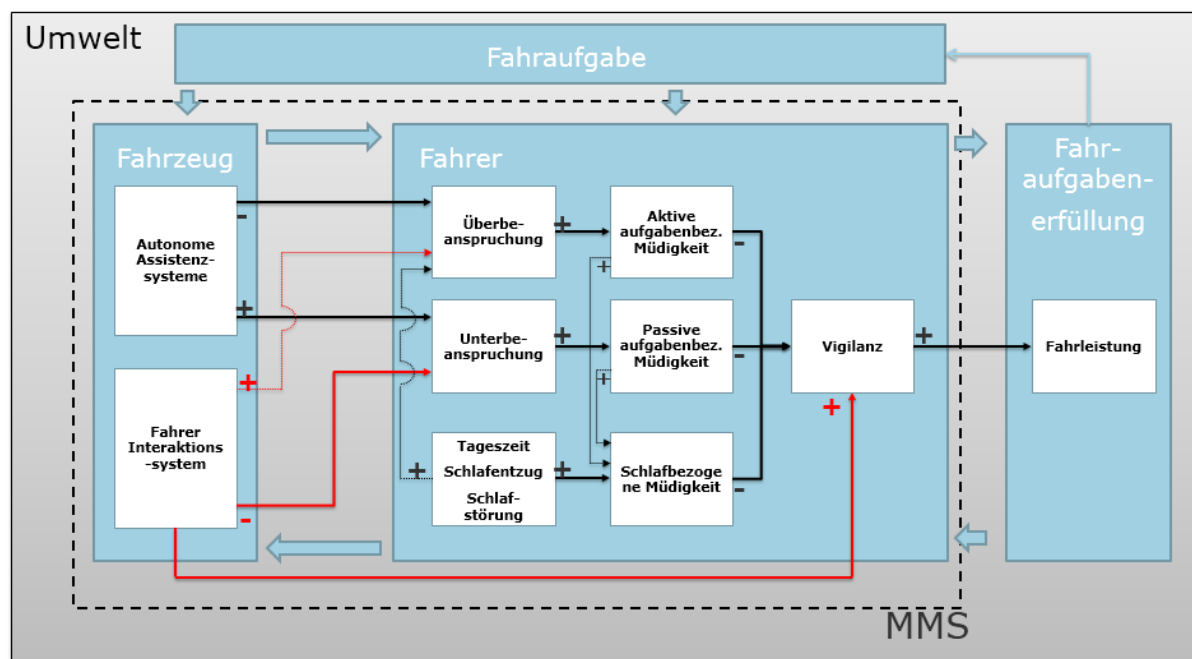 Umwelt
Fahraufgabe
Fahrzeug
Autonome
Assistenz-
systeme
-
+
Fahrer
Interaktions
-system
+
-
Fahrer
Überbe-
anspruchung
+
Unterbe-
anspruchung
+
Tageszeit
Schlafentzug
Schlaf-
störung
+
+
Aktive
aufgabenbez.
Müdigkeit
-
+
Passive
aufgabenbez.
Müdigkeit
-
+
Schlafbezoge
ne Müdigkeit
-
Vigilanz
+
+
Fahr-
aufgaben-
erfüllung
Fahrleistung
MMS